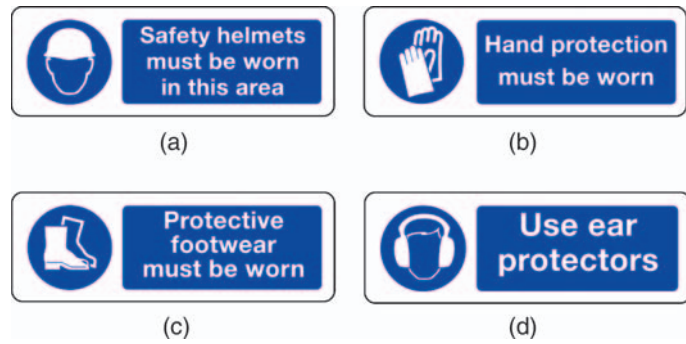 Safety helmets
must be worn
in this area
(a)
Hand protection
must be worn
(b)
Protective
footwear
must be worn
(c)
Use ear
protectors
(d)